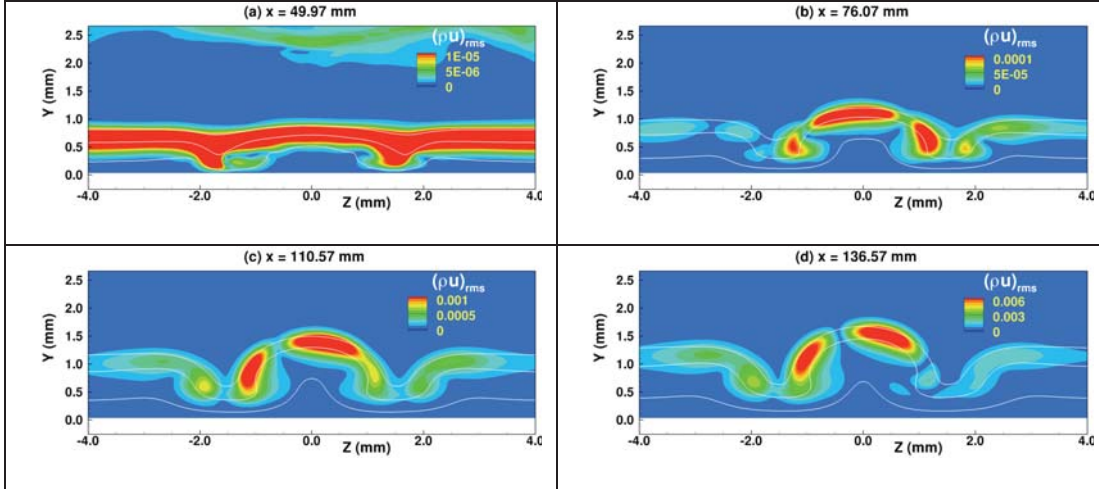 (a) x = 49.97 mm
(ρu)rms
1E-05
5E-06
0
Y (mm)
2.5
2.0
1.5
1.0
0.5
0.0
-4.0 -2.0 0.0 2.0 4.0
Z (mm)
(b) x = 76.07 mm
(ρu)rms
0.0001
5E-05
0
Y (mm)
2.5
2.0
1.5
1.0
0.5
0.0
-4.0 -2.0 0.0 2.0 4.0
Z (mm)
(c) x = 110.57 mm
(ρu)rms
0.001
0.0005
0
Y (mm)
2.5
2.0
1.5
1.0
0.5
0.0
-4.0 -2.0 0.0 2.0 4.0
Z (mm)
(d) x = 136.57 mm
(ρu)rms
0.006
0.003
0
Y (mm)
2.5
2.0
1.5
1.0
0.5
0.0
-4.0 -2.0 0.0 2.0 4.0
Z (mm)